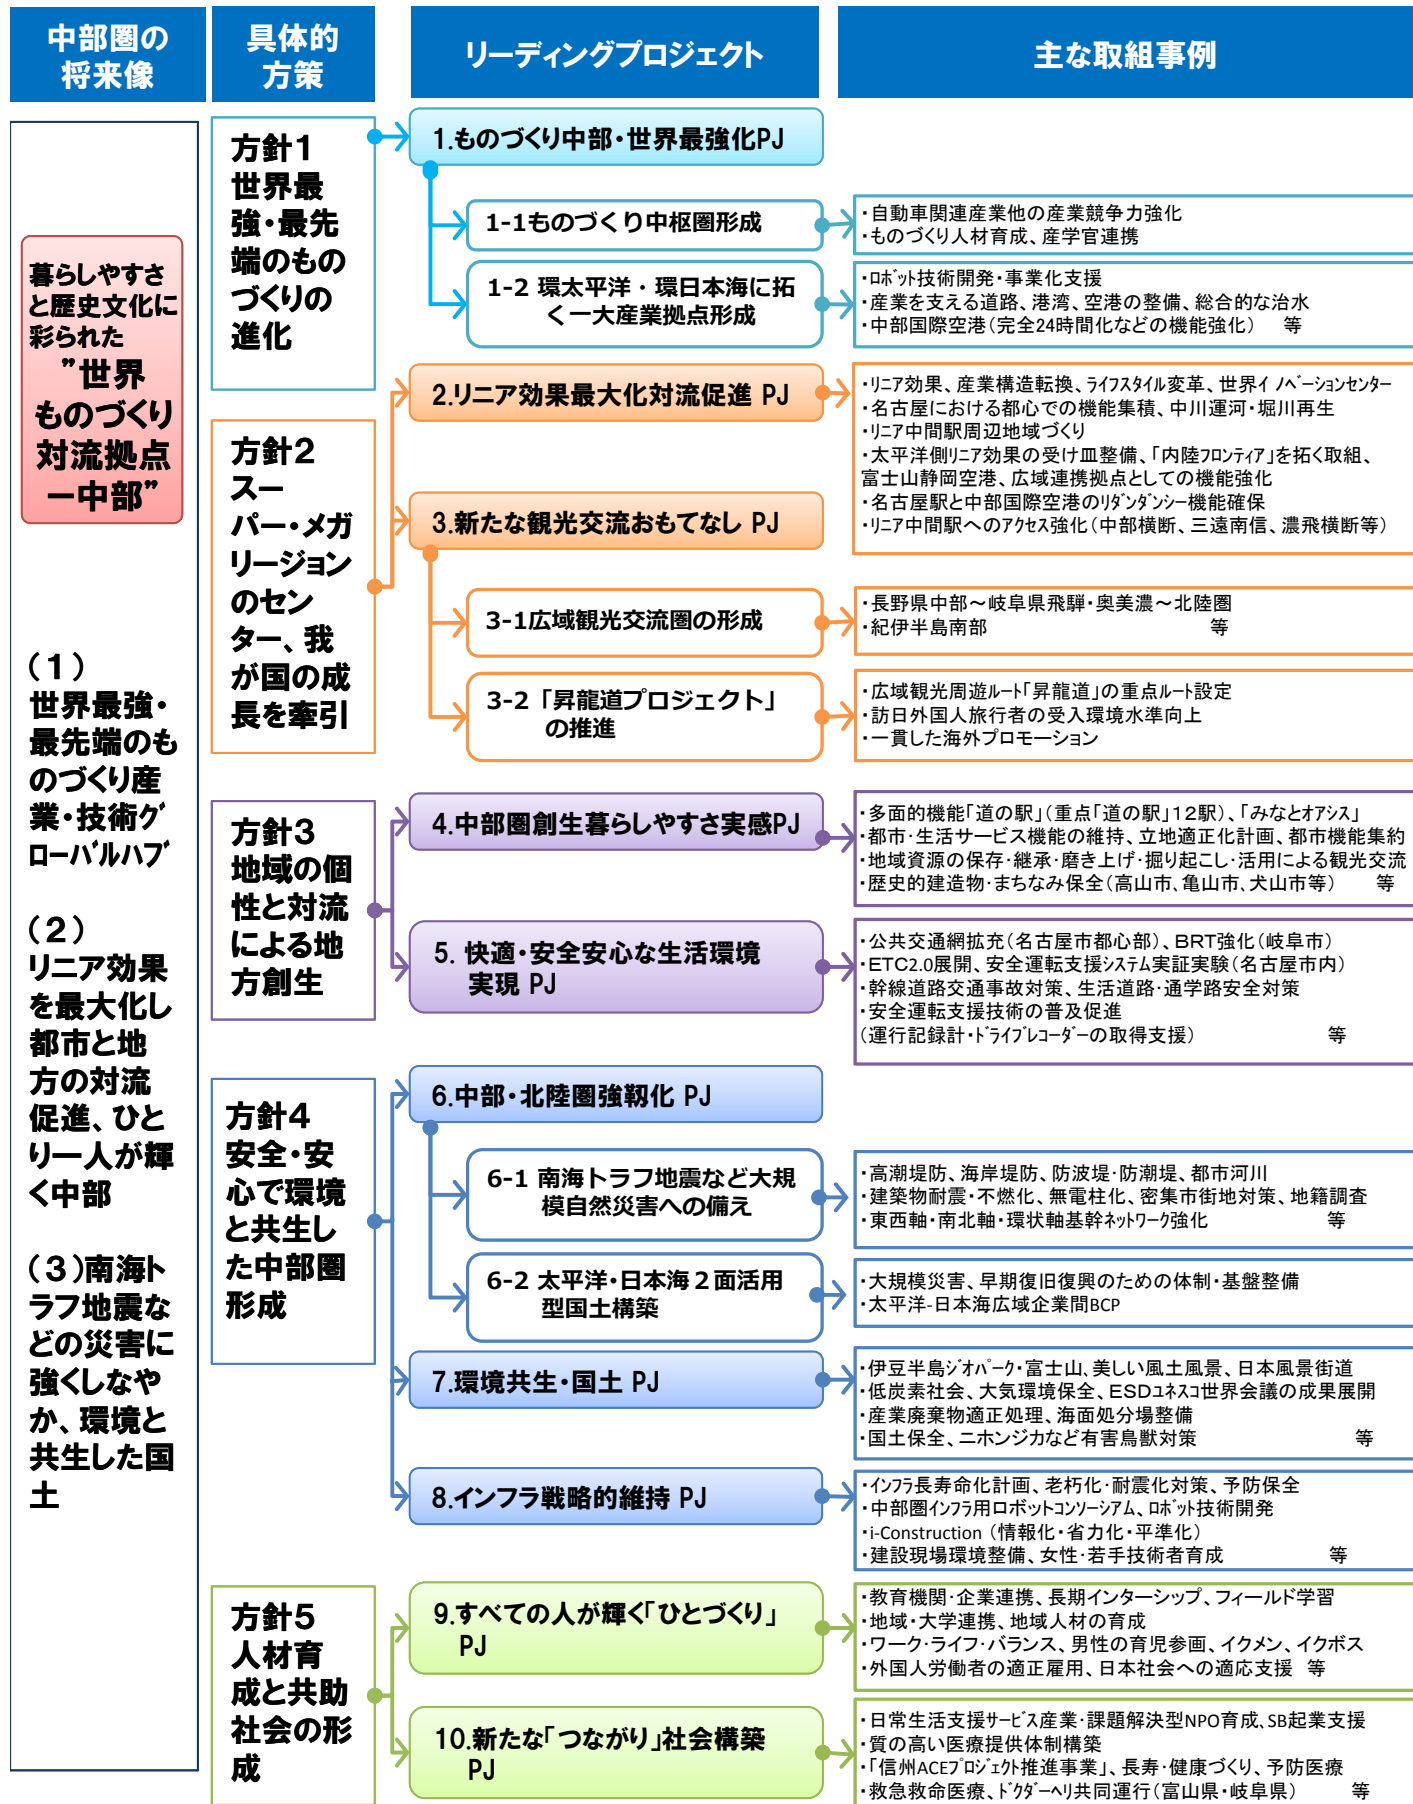 中部圏の
将来像
具体的
方策
リーディングプロジェクト
主な取組事例
暮らしやすさ
と歴史文化に
彩られた
”世界
ものづくり
対流拠点
－中部”
（１）
世界最強・
最先端のも
のづくり産
業・技術ｸﾞ
ﾛｰﾊﾞﾙﾊﾌﾞ
（２）
リニア効果
を最大化し
都市と地
方の対流
促進、ひと
り一人が輝
く中部
（３）南海ト
ラフ地震な
どの災害に
強くしなや
か、環境と
共生した国
土
方針１
世界最
強・最先
端のもの
づくりの
進化
1.ものづくり中部・世界最強化PJ
1-1ものづくり中枢圏形成
・自動車関連産業他の産業競争力強化
・ものづくり人材育成、産学官連携
1-2 環太平洋・環日本海に拓
く一大産業拠点形成
・ﾛﾎﾞｯﾄ技術開発・事業化支援
・産業を支える道路、港湾、空港の整備、総合的な治水
・中部国際空港（完全24時間化などの機能強化） 等
方針２
スー
パー・メガ
リージョン
のセン
ター、我
が国の成
長を牽引
2.リニア効果最大化対流促進 PJ
・ﾘﾆｱ効果、産業構造転換、ﾗｲﾌｽﾀｲﾙ変革、世界ｲﾉﾍﾞｰｼｮﾝｾﾝﾀｰ
・名古屋における都心での機能集積、中川運河・堀川再生
・ﾘﾆｱ中間駅周辺地域づくり
・太平洋側ﾘﾆｱ効果の受け皿整備、「内陸ﾌﾛﾝﾃｨｱ」を拓く取組、
富士山静岡空港、広域連携拠点としての機能強化
・名古屋駅と中部国際空港のﾘﾀﾞﾝﾀﾞﾝｼｰ機能確保
・ﾘﾆｱ中間駅へのｱｸｾｽ強化（中部横断、三遠南信、濃飛横断等）
3.新たな観光交流おもてなし PJ
3-1広域観光交流圏の形成
・長野県中部～岐阜県飛騨・奥美濃～北陸圏
・紀伊半島南部 等
3-2「昇龍道プロジェクト」
の推進
・広域観光周遊ﾙｰﾄ「昇龍道」の重点ﾙｰﾄ設定
・訪日外国人旅行者の受入環境水準向上
・一貫した海外プロモーション
方針３
地域の個
性と対流
による地
方創生
4.中部圏創生暮らしやすさ実感PJ
・多面的機能「道の駅」（重点「道の駅」１２駅）、「みなとｵｱｼｽ」
・都市・生活サービス機能の維持、立地適正化計画、都市機能集約
・地域資源の保存・継承・磨き上げ・掘り起こし・活用による観光交流
・歴史的建造物・まちなみ保全（高山市、亀山市、犬山市等） 等
5. 快適・安全安心な生活環境
実現 PJ
・公共交通網拡充（名古屋市都心部）、BRT強化（岐阜市）
・ETC2.0展開、安全運転支援ｼｽﾃﾑ実証実験（名古屋市内）
・幹線道路交通事故対策、生活道路・通学路安全対策
・安全運転支援技術の普及促進
（運行記録計・ﾄﾞﾗｲﾌﾞﾚｺｰﾀﾞｰの取得支援） 等
方針４
安全・安
心で環境
と共生し
た中部圏
形成
6.中部・北陸圏強靱化 PJ
6-1 南海トラフ地震など大規
模自然災害への備え
・高潮堤防、海岸堤防、防波堤・防潮堤、都市河川
・建築物耐震・不燃化、無電柱化、密集市街地対策、地籍調査
・東西軸・南北軸・環状軸基幹ﾈｯﾄﾜｰｸ強化 等
6-2 太平洋・日本海２面活用
型国土構築
・大規模災害、早期復旧復興のための体制・基盤整備
・太平洋-日本海広域企業間BCP
7.環境共生・国土 PJ
・伊豆半島ｼﾞｵﾊﾟｰｸ・富士山、美しい風土風景、日本風景街道
・低炭素社会、大気環境保全、ESDﾕﾈｽｺ世界会議の成果展開
・産業廃棄物適正処理、海面処分場整備
・国土保全、ニホンジカなど有害鳥獣対策 等
8.インフラ戦略的維持 PJ
・ｲﾝﾌﾗ長寿命化計画、老朽化・耐震化対策、予防保全
・中部圏ｲﾝﾌﾗ用ロボットコンソーシアム、ﾛﾎﾞｯﾄ技術開発
・i-Construction （情報化・省力化・平準化）
・建設現場環境整備、女性・若手技術者育成 等
方針５
人材育
成と共助
社会の形
成
9.すべての人が輝く「ひとづくり」
PJ
・教育機関・企業連携、長期インターシップ、フィールド学習
・地域・大学連携、地域人材の育成
・ワーク・ライフ・バランス、男性の育児参画、イクメン、イクボス
・外国人労働者の適正雇用、日本社会への適応支援 等
10.新たな「つながり」社会構築
PJ
・日常生活支援ｻｰﾋﾞｽ産業・課題解決型NPO育成、SB起業支援
・質の高い医療提供体制構築
・「信州ACEﾌﾟﾛｼﾞｪｸﾄ推進事業」、長寿・健康づくり、予防医療
・救急救命医療、ﾄﾞｸﾀﾞｰﾍﾘ共同運行（富山県・岐阜県） 等